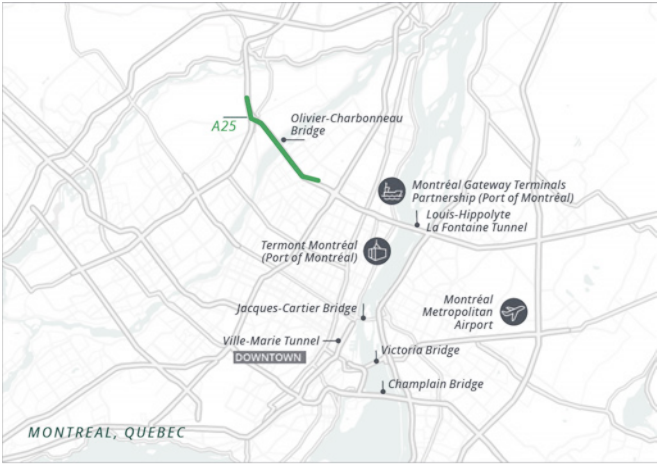 Olivier-Charbonneau
Bridge
A25
Montréal Gateway Terminals
Partnership (Port of Montréal)
Louis-Hippolyte
La Fontaine Tunnel
Termont Montréal
(Port of Montréal)
Montréal
Metropolitan
Airport
Jacques-Cartier Bridge
Ville-Marie Tunnel
DOWNTOWN
Victoria Bridge
Champlain Bridge
MONTREAL, QUEBEC